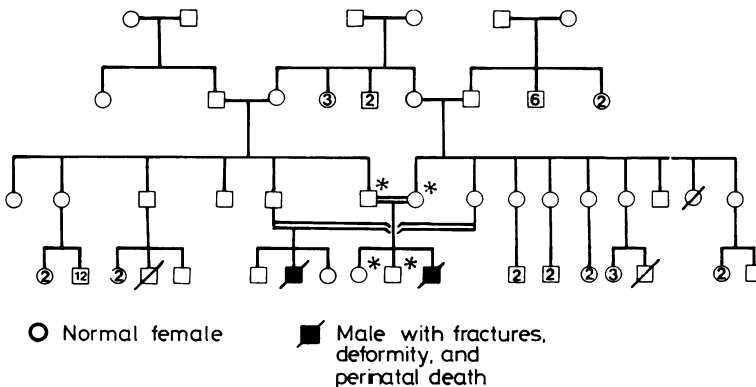 3 2 6 2
* *
2 12 2 * * 2 2 2 3 2
Normal female
Male with fractures,
deformity, and
perinatal death